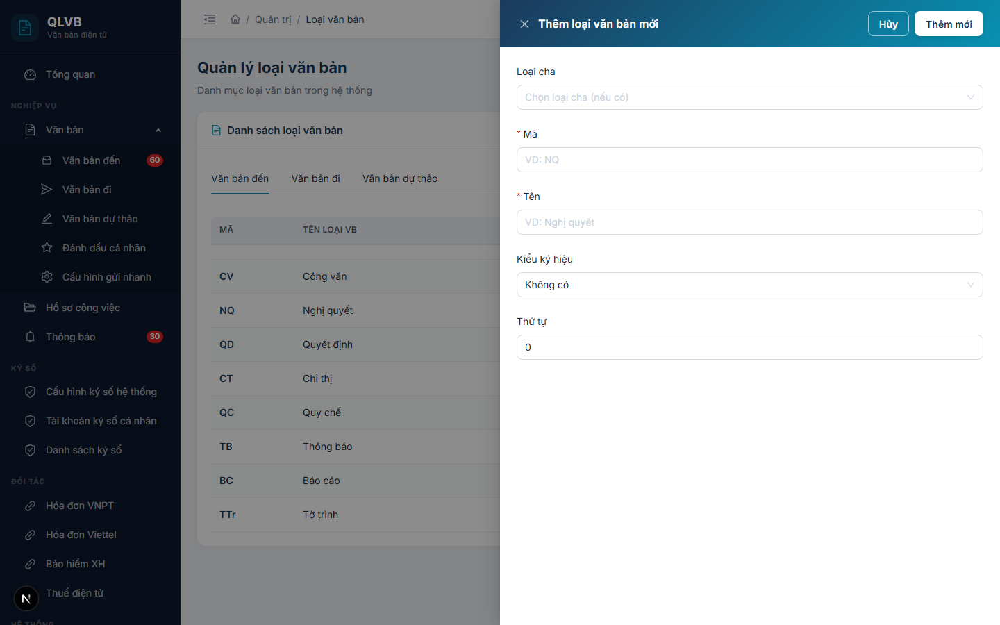 QLVB
Văn bản điện tử
Tổng quan
NGHIỆP VỤ
Văn bản
Văn bản đến 60
Văn bản đi
Văn bản dự thảo
Đánh dấu cá nhân
Cấu hình gửi nhanh
Hồ sơ công việc
Thông báo 30
KÝ SỐ
Cấu hình ký số hệ thống
Tài khoản ký số cá nhân
Danh sách ký số
ĐỐI TÁC
Hóa đơn VNPT
Hóa đơn Viettel
Bảo hiểm XH
Thuế điện tử
HỆ THỐNG
N
/ Quản trị / Loại văn bản
Quản lý loại văn bản
Danh mục loại văn bản trong hệ thống
Danh sách loại văn bản
Văn bản đến Văn bản đi Văn bản dự thảo
MÃ TÊN LOẠI VB
CV Công văn
NQ Nghị quyết
QD Quyết định
CT Chỉ thị
QC Quy chế
TB Thông báo
BC Báo cáo
TTr Tờ trình
Thêm loại văn bản mới
Hủy
Thêm mới
Loại cha
Chọn loại cha (nếu có)
* Mã
VD: NQ
* Tên
VD: Nghị quyết
Kiểu ký hiệu
Không có
Thứ tự
0